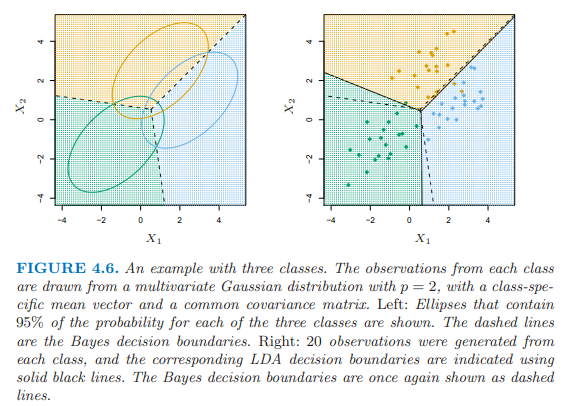 4
2
0
−2
−4
X2
−4
−2
0
2
4
X1
4
2
0
−2
−4
X2
−4
−2
0
2
4
X1
FIGURE 4.6. An example with three classes. The observations from each class
are drawn from a multivariate Gaussian distribution with p = 2, with a class-spe-
cific mean vector and a common covariance matrix. Left: Ellipses that contain
95% of the probability for each of the three classes are shown. The dashed lines
are the Bayes decision boundaries. Right: 20 observations were generated from
each class, and the corresponding LDA decision boundaries are indicated using
solid black lines. The Bayes decision boundaries are once again shown as dashed
lines.